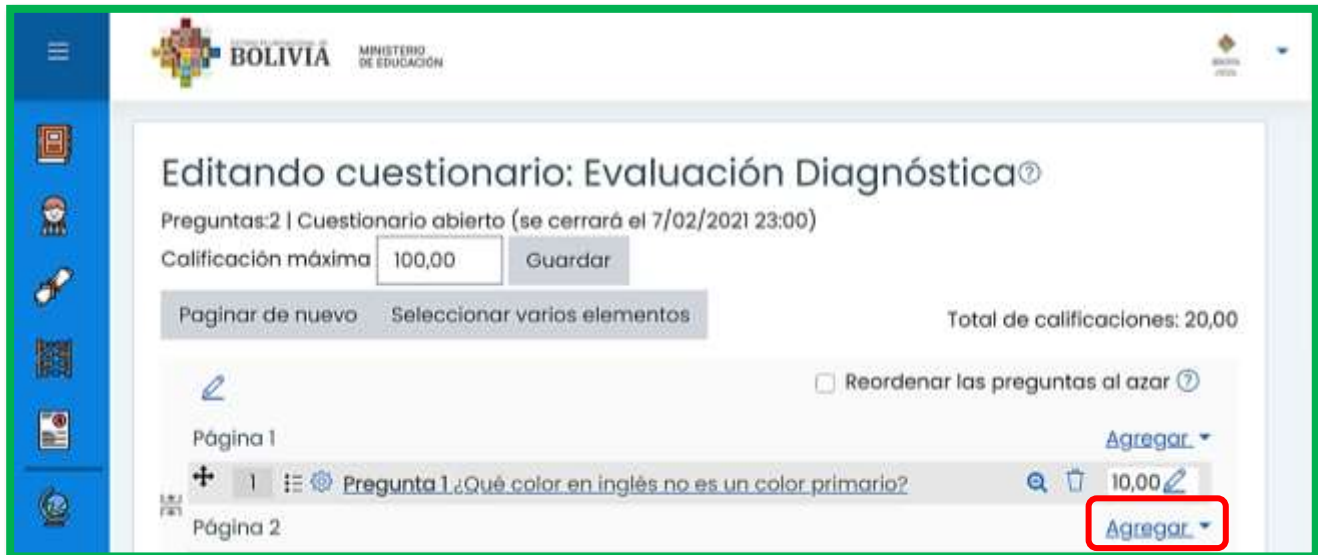 BOLIVIA
MINISTERIO
DE EDUCACIÓN
Editando cuestionario: Evaluación Diagnóstica
Preguntas:2 | Cuestionario abierto (se cerrará el 7/02/2021 23:00)
Calificación máxima 100,00 Guardar
Paginar de nuevo Seleccionar varios elementos Total de calificaciones: 20,00
Reordenar las preguntas al azar
Página 1 Agregar
1 Pregunta 1 ¿Qué color en inglés no es un color primario? 10,00
Página 2 Agregar